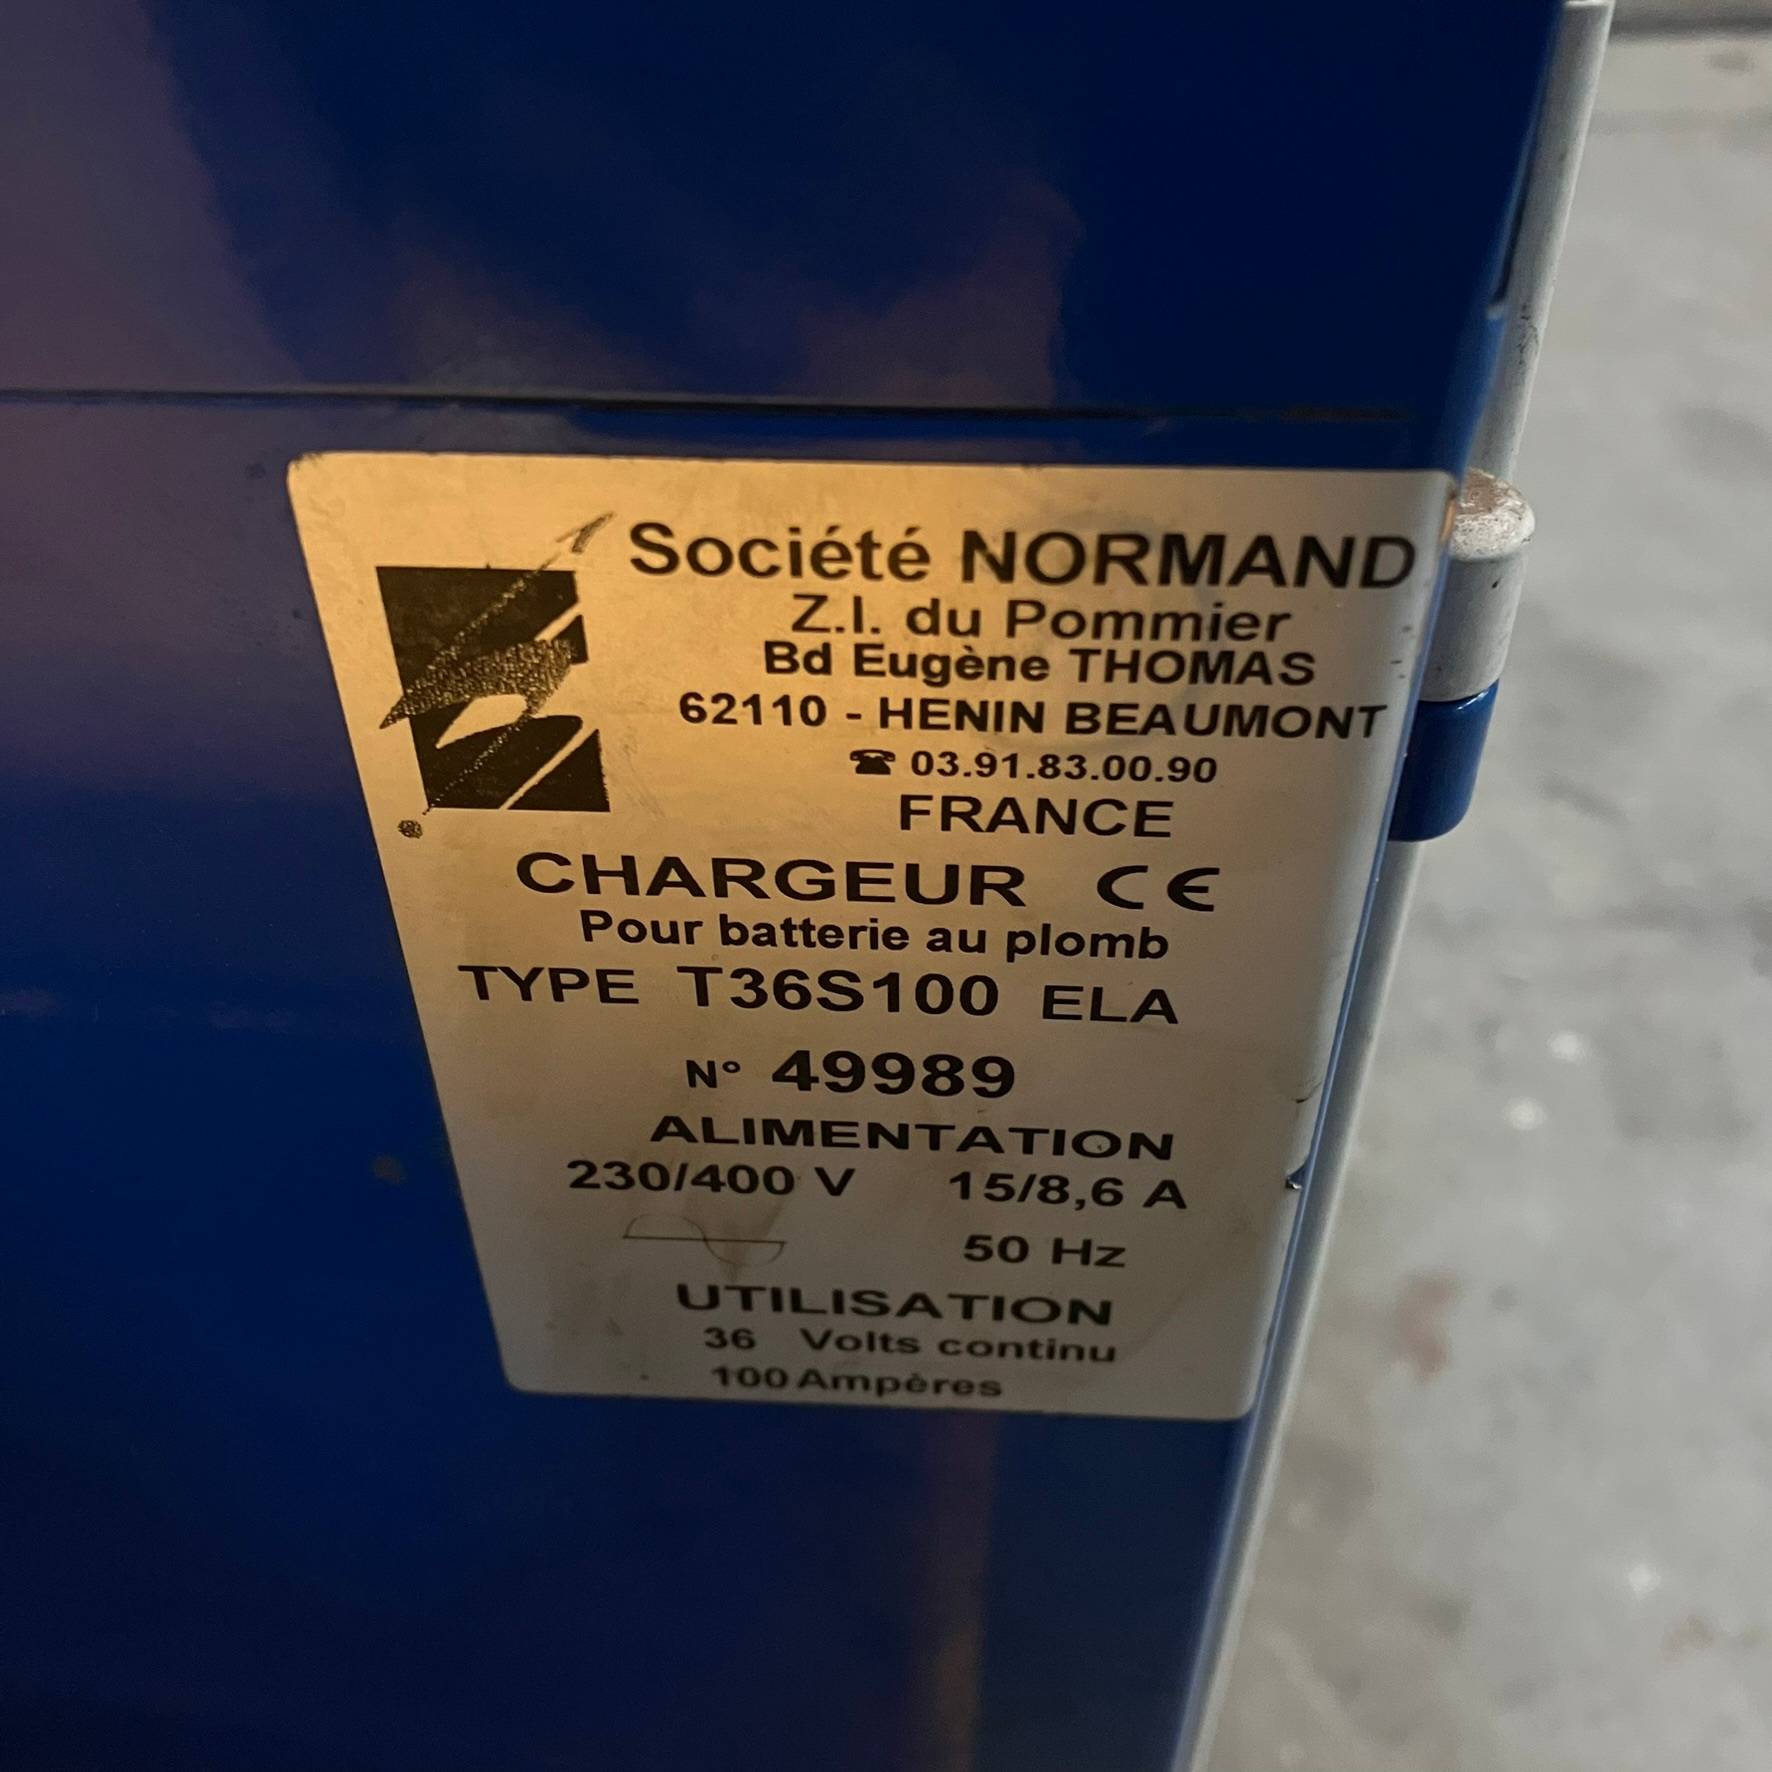 Société NORMAND
Z.I. du Pommier
Bd Eugène THOMAS
62110 - HENIN BEAUMONT
☎ 03.91.83.00.90
FRANCE
CHARGEUR CE
Pour batterie au plomb
TYPE T36S100 ELA
N° 49989
ALIMENTATION
230/400 V 15/8,6 A
50 Hz
UTILISATION
36 Volts continu
100 Ampères